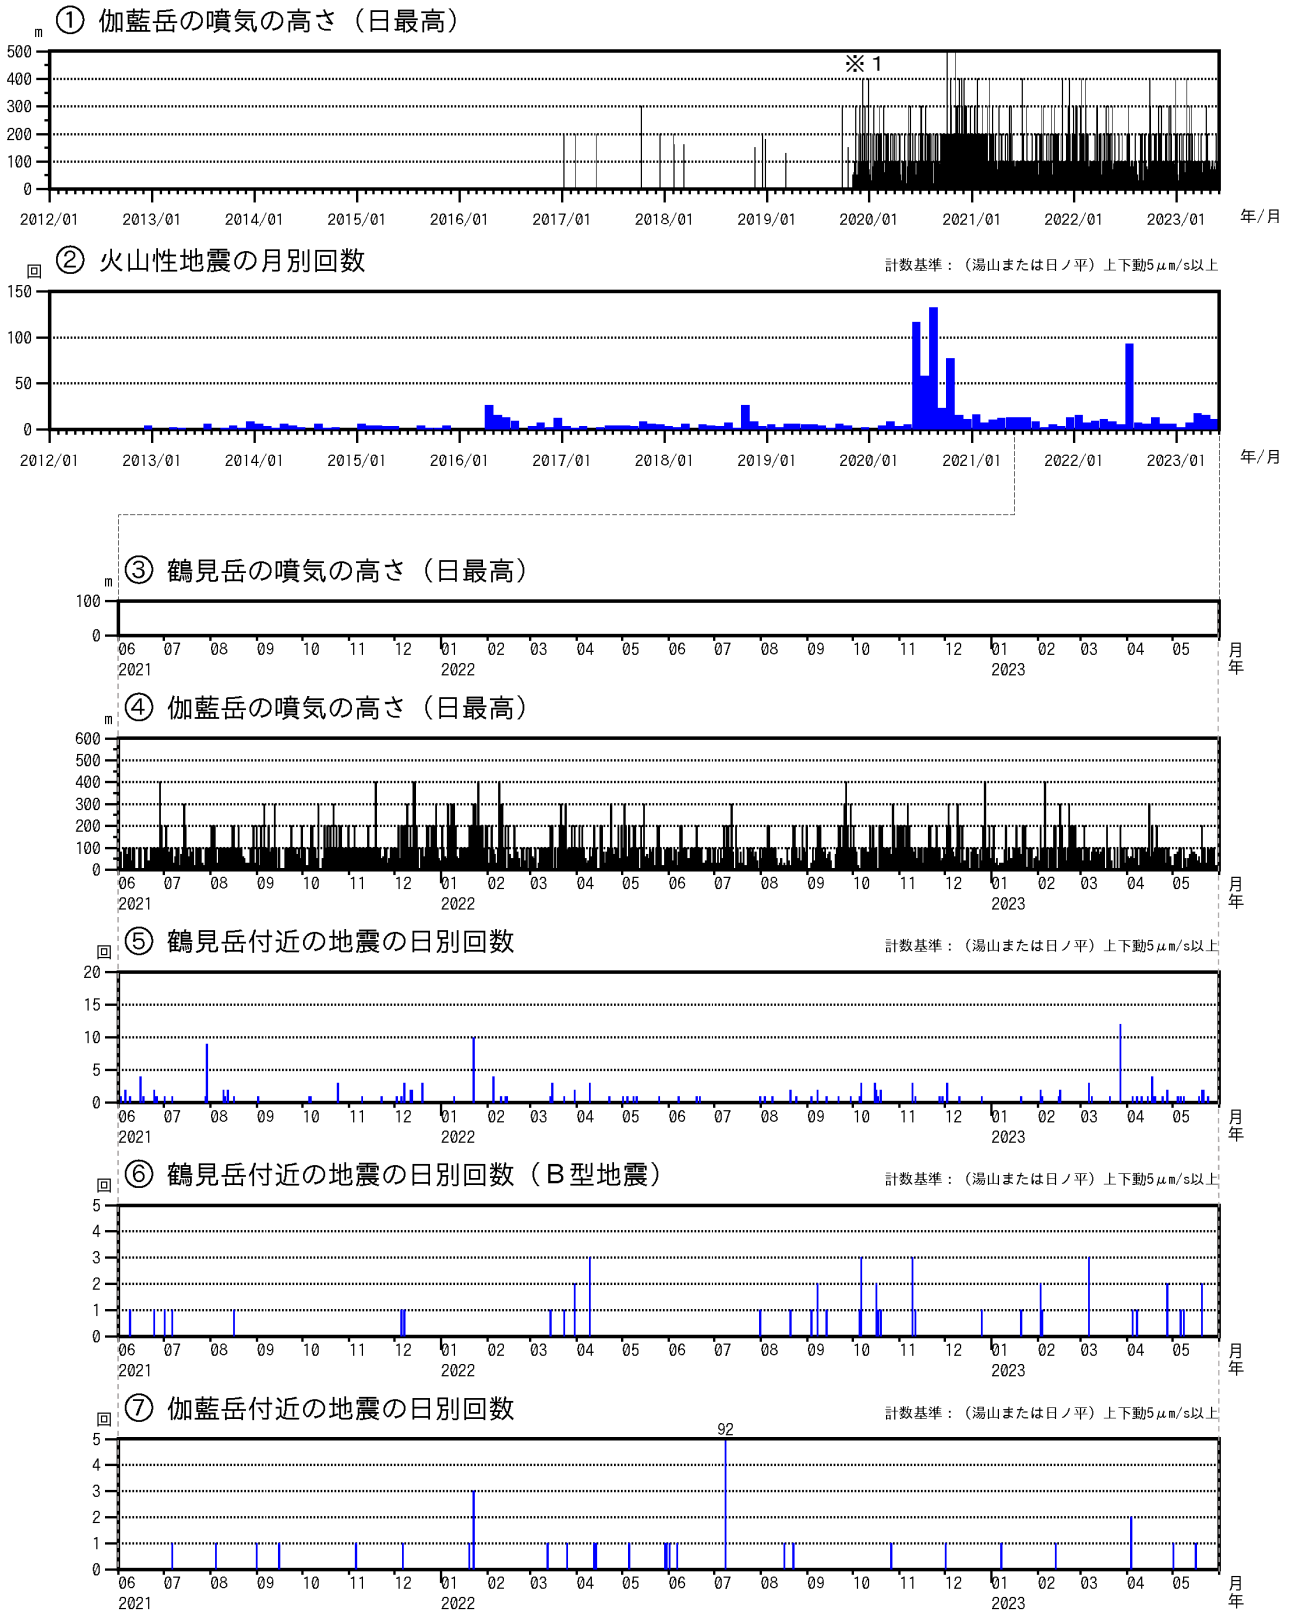 ① 伽藍岳の噴気の高さ（日最高）
m
500
400
300
200
100
0
※１
2012/01 2013/01 2014/01 2015/01 2016/01 2017/01 2018/01 2019/01 2020/01 2021/01 2022/01 2023/01 年/月
② 火山性地震の月別回数
計数基準：（湯山または日ノ平）上下動5μm/s以上
回
150
100
50
0
2012/01 2013/01 2014/01 2015/01 2016/01 2017/01 2018/01 2019/01 2020/01 2021/01 2022/01 2023/01 年/月
③ 鶴見岳の噴気の高さ（日最高）
m
100
0
06 07 08 09 10 11 12 01 02 03 04 05 06 07 08 09 10 11 12 01 02 03 04 05 月
2021 2022 2023 年
④ 伽藍岳の噴気の高さ（日最高）
m
600
500
400
300
200
100
0
06 07 08 09 10 11 12 01 02 03 04 05 06 07 08 09 10 11 12 01 02 03 04 05 月
2021 2022 2023 年
⑤ 鶴見岳付近の地震の日別回数
計数基準：（湯山または日ノ平）上下動5μm/s以上
回
20
15
10
5
0
06 07 08 09 10 11 12 01 02 03 04 05 06 07 08 09 10 11 12 01 02 03 04 05 月
2021 2022 2023 年
⑥ 鶴見岳付近の地震の日別回数（Ｂ型地震）
計数基準：（湯山または日ノ平）上下動5μm/s以上
回
5
4
3
2
1
0
06 07 08 09 10 11 12 01 02 03 04 05 06 07 08 09 10 11 12 01 02 03 04 05 月
2021 2022 2023 年
⑦ 伽藍岳付近の地震の日別回数
計数基準：（湯山または日ノ平）上下動5μm/s以上
回
92
5
4
3
2
1
0
06 07 08 09 10 11 12 01 02 03 04 05 06 07 08 09 10 11 12 01 02 03 04 05 月
2021 2022 2023 年